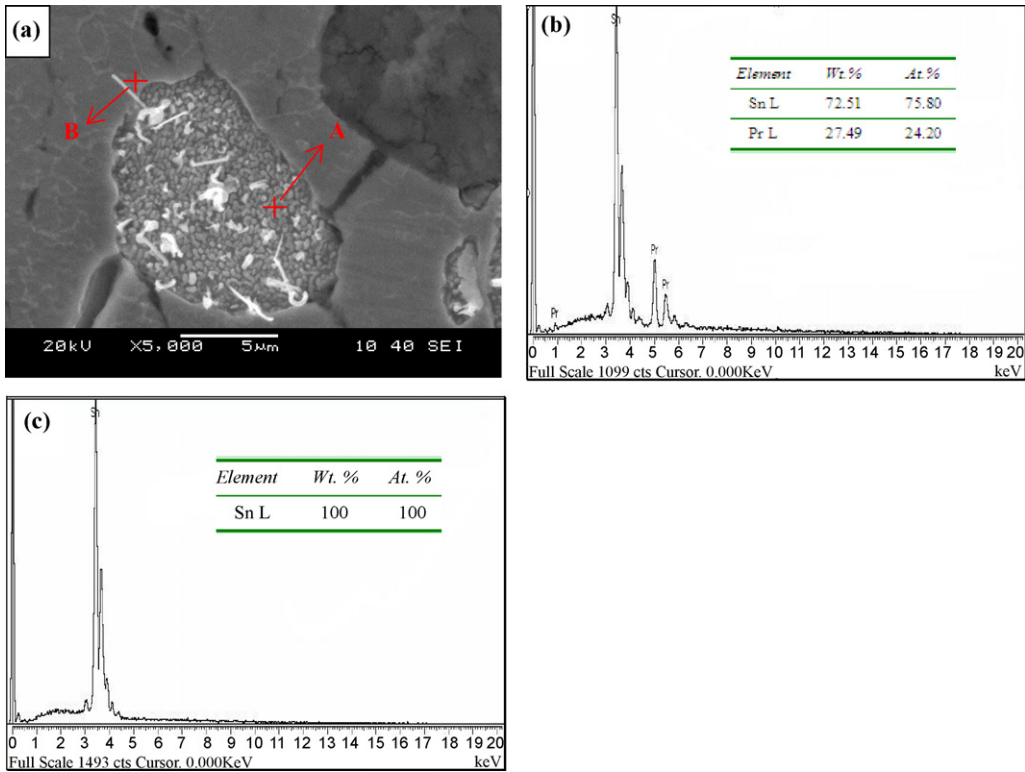 (a)
B
A
20kV X5,000 5μm 10 40 SEI
(b)
Sn
Element Wt.% At.%
Sn L 72.51 75.80
Pr L 27.49 24.20
Pr
Pr
Pr
0 1 2 3 4 5 6 7 8 9 10 11 12 13 14 15 16 17 18 19 20
Full Scale 1099 cts Cursor. 0.000KeV keV
(c)
Sn
Element Wt. % At. %
Sn L 100 100
0 1 2 3 4 5 6 7 8 9 10 11 12 13 14 15 16 17 18 19 20
Full Scale 1493 cts Cursor. 0.000KeV keV